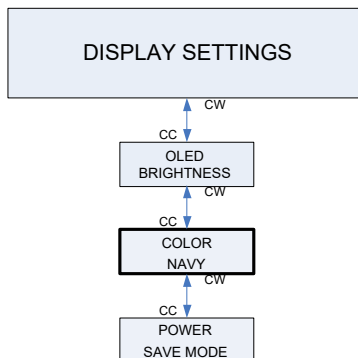 DISPLAY SETTINGS
CW
CC
OLED
BRIGHTNESS
CW
CC
COLOR
NAVY
CW
CC
POWER
SAVE MODE